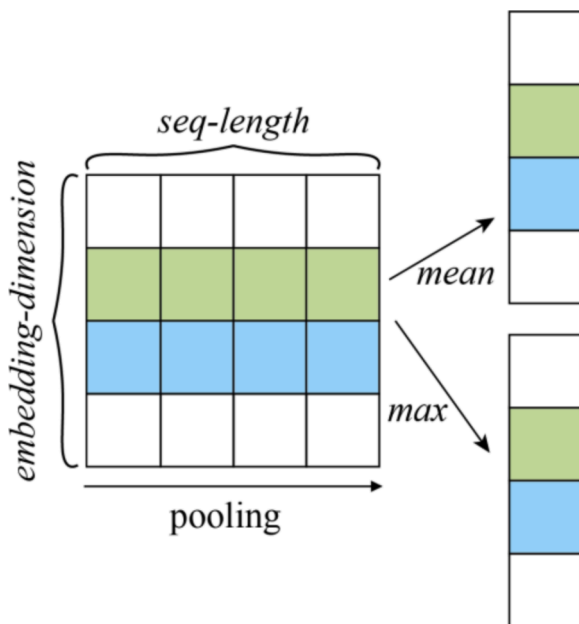 seq-length
embedding-dimension
mean
max
pooling